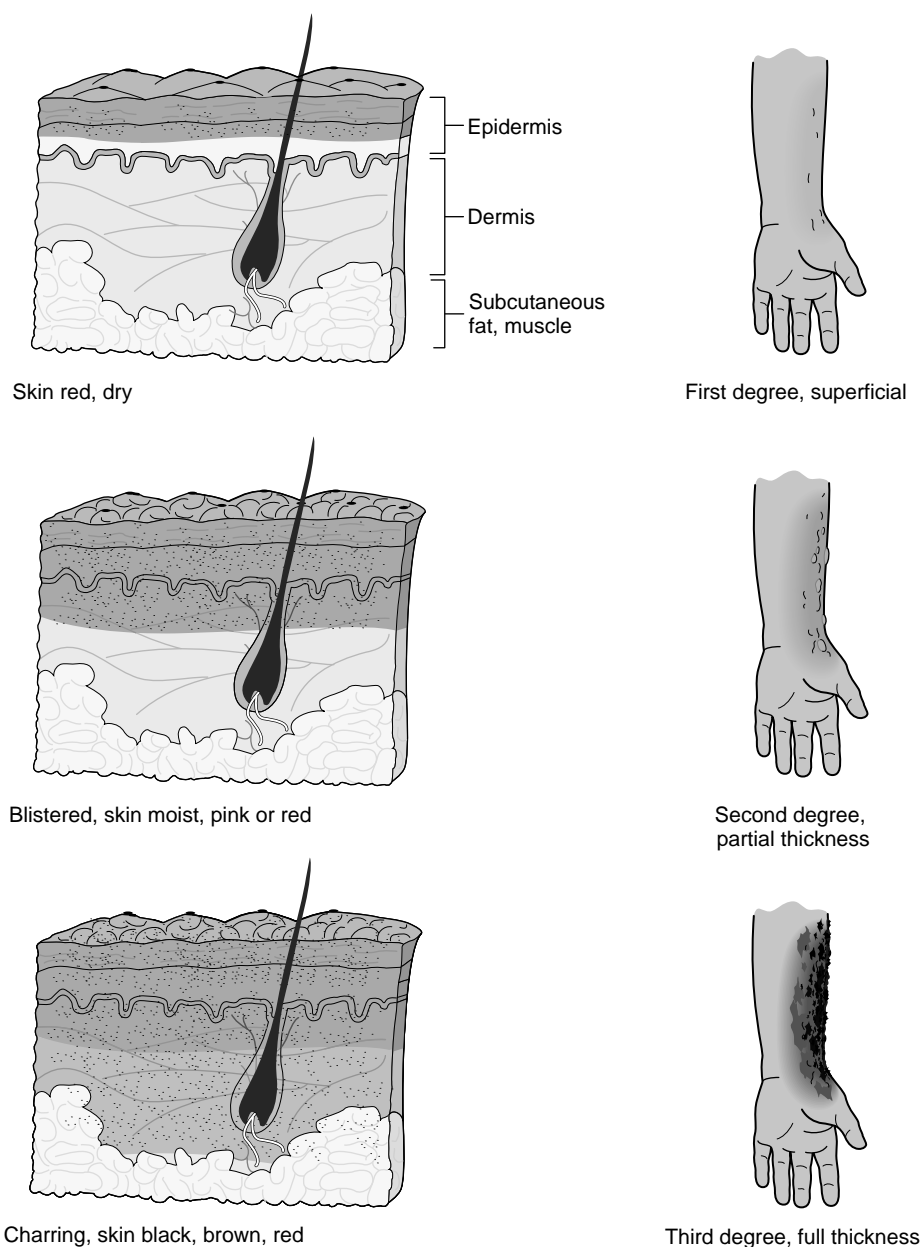 Epidermis
Dermis
Subcutaneous
fat, muscle
Skin red, dry
First degree, superficial
Blistered, skin moist, pink or red
Second degree,
partial thickness
Charring, skin black, brown, red
Third degree, full thickness